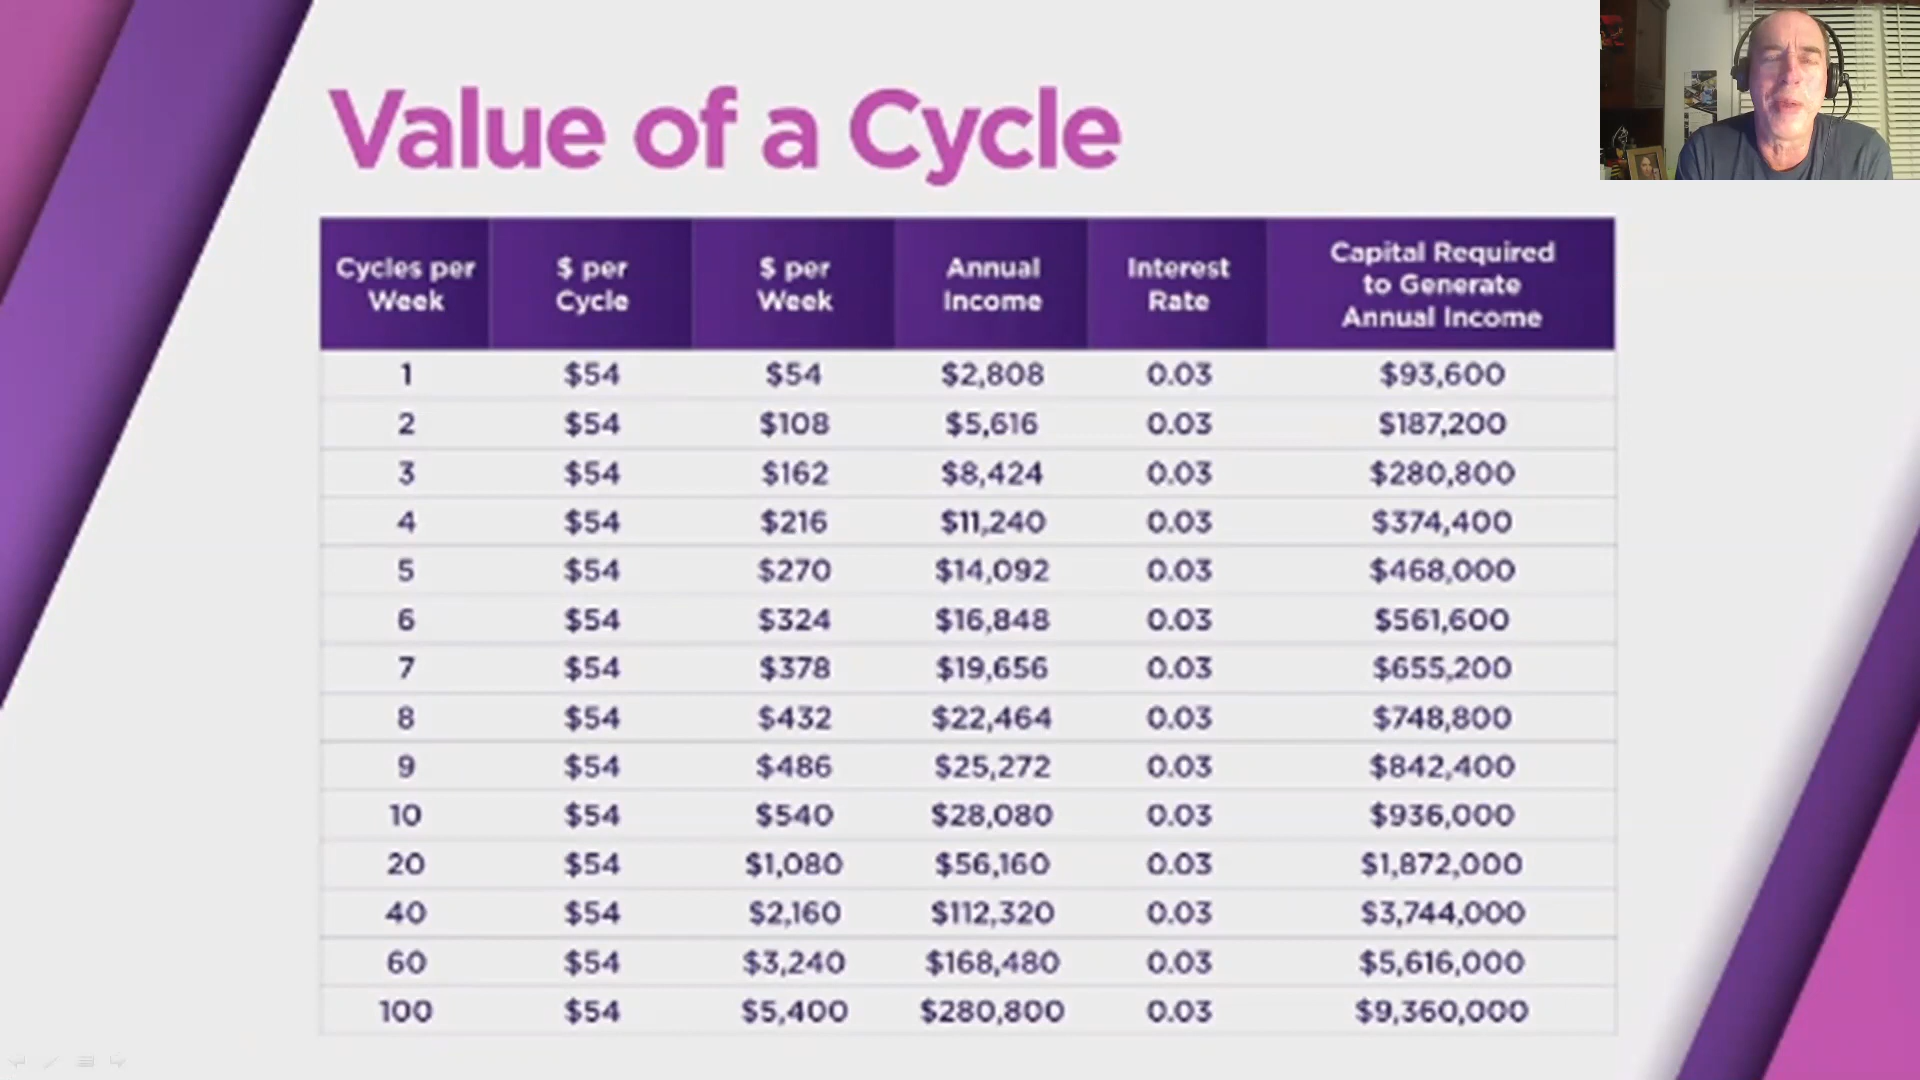 Value of a Cycle
Cycles per Week $ per Cycle $ per Week Annual Income Interest Rate Capital Required to Generate Annual Income
1 $54 $54 $2,808 0.03 $93,600
2 $54 $108 $5,616 0.03 $187,200
3 $54 $162 $8,424 0.03 $280,800
4 $54 $216 $11,240 0.03 $374,400
5 $54 $270 $14,092 0.03 $468,000
6 $54 $324 $16,848 0.03 $561,600
7 $54 $378 $19,656 0.03 $655,200
8 $54 $432 $22,464 0.03 $748,800
9 $54 $486 $25,272 0.03 $842,400
10 $54 $540 $28,080 0.03 $936,000
20 $54 $1,080 $56,160 0.03 $1,872,000
40 $54 $2,160 $112,320 0.03 $3,744,000
60 $54 $3,240 $168,480 0.03 $5,616,000
100 $54 $5,400 $280,800 0.03 $9,360,000